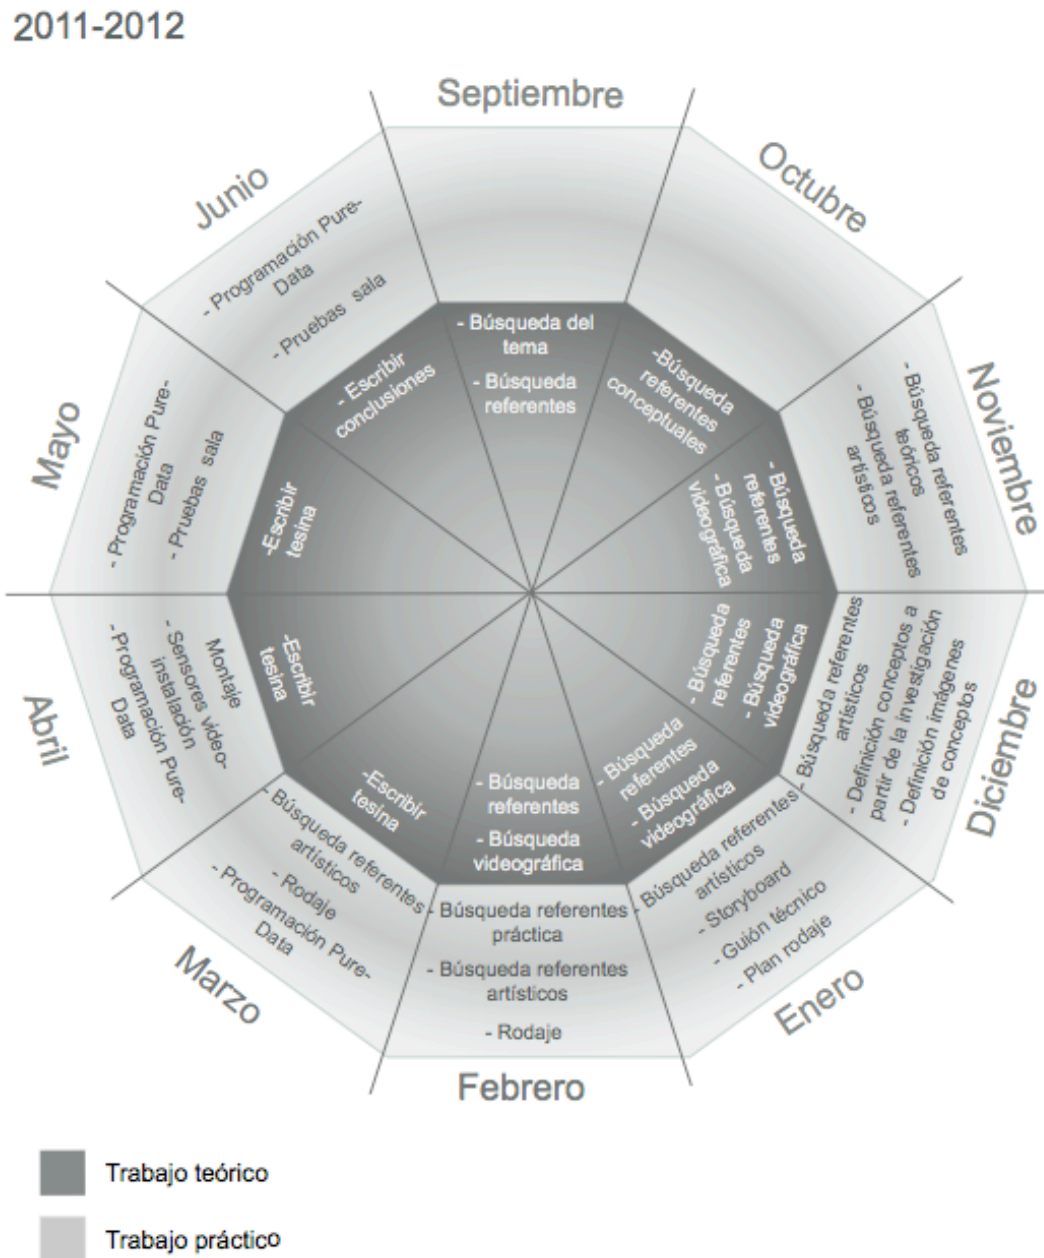 2011-2012
Septiembre
- Búsqueda del
tema
- Búsqueda
referentes
Octubre
-Búsqueda
referentes
conceptuales
Noviembre
- Búsqueda referentes
teóricos
- Búsqueda referentes
artísticos
- Búsqueda
referentes
- Búsqueda
videográfica
Diciembre
- Búsqueda referentes
artísticos
- Definición conceptos a
partir de la investigación
- Definición imágenes
de conceptos
- Búsqueda
referentes
- Búsqueda
videográfica
Enero
- Búsqueda referentes
artísticos
- Storyboard
- Guión técnico
- Plan rodaje
- Búsqueda
referentes
- Búsqueda
videográfica
Febrero
- Búsqueda referentes
práctica
- Búsqueda referentes
artísticos
- Rodaje
- Búsqueda
referentes
- Búsqueda
videográfica
Marzo
- Búsqueda referentes
artísticos
- Rodaje
- Programación Pure-
Data
-Escribir
tesina
Abril
Montaje
- Sensores video-
instalación
-Programación Pure-
Data
-Escribir
tesina
Mayo
- Programación Pure-
Data
- Pruebas sala
-Escribir
tesina
Junio
- Programación Pure-
Data
- Pruebas sala
- Escribir
conclusiones
Trabajo teórico
Trabajo práctico